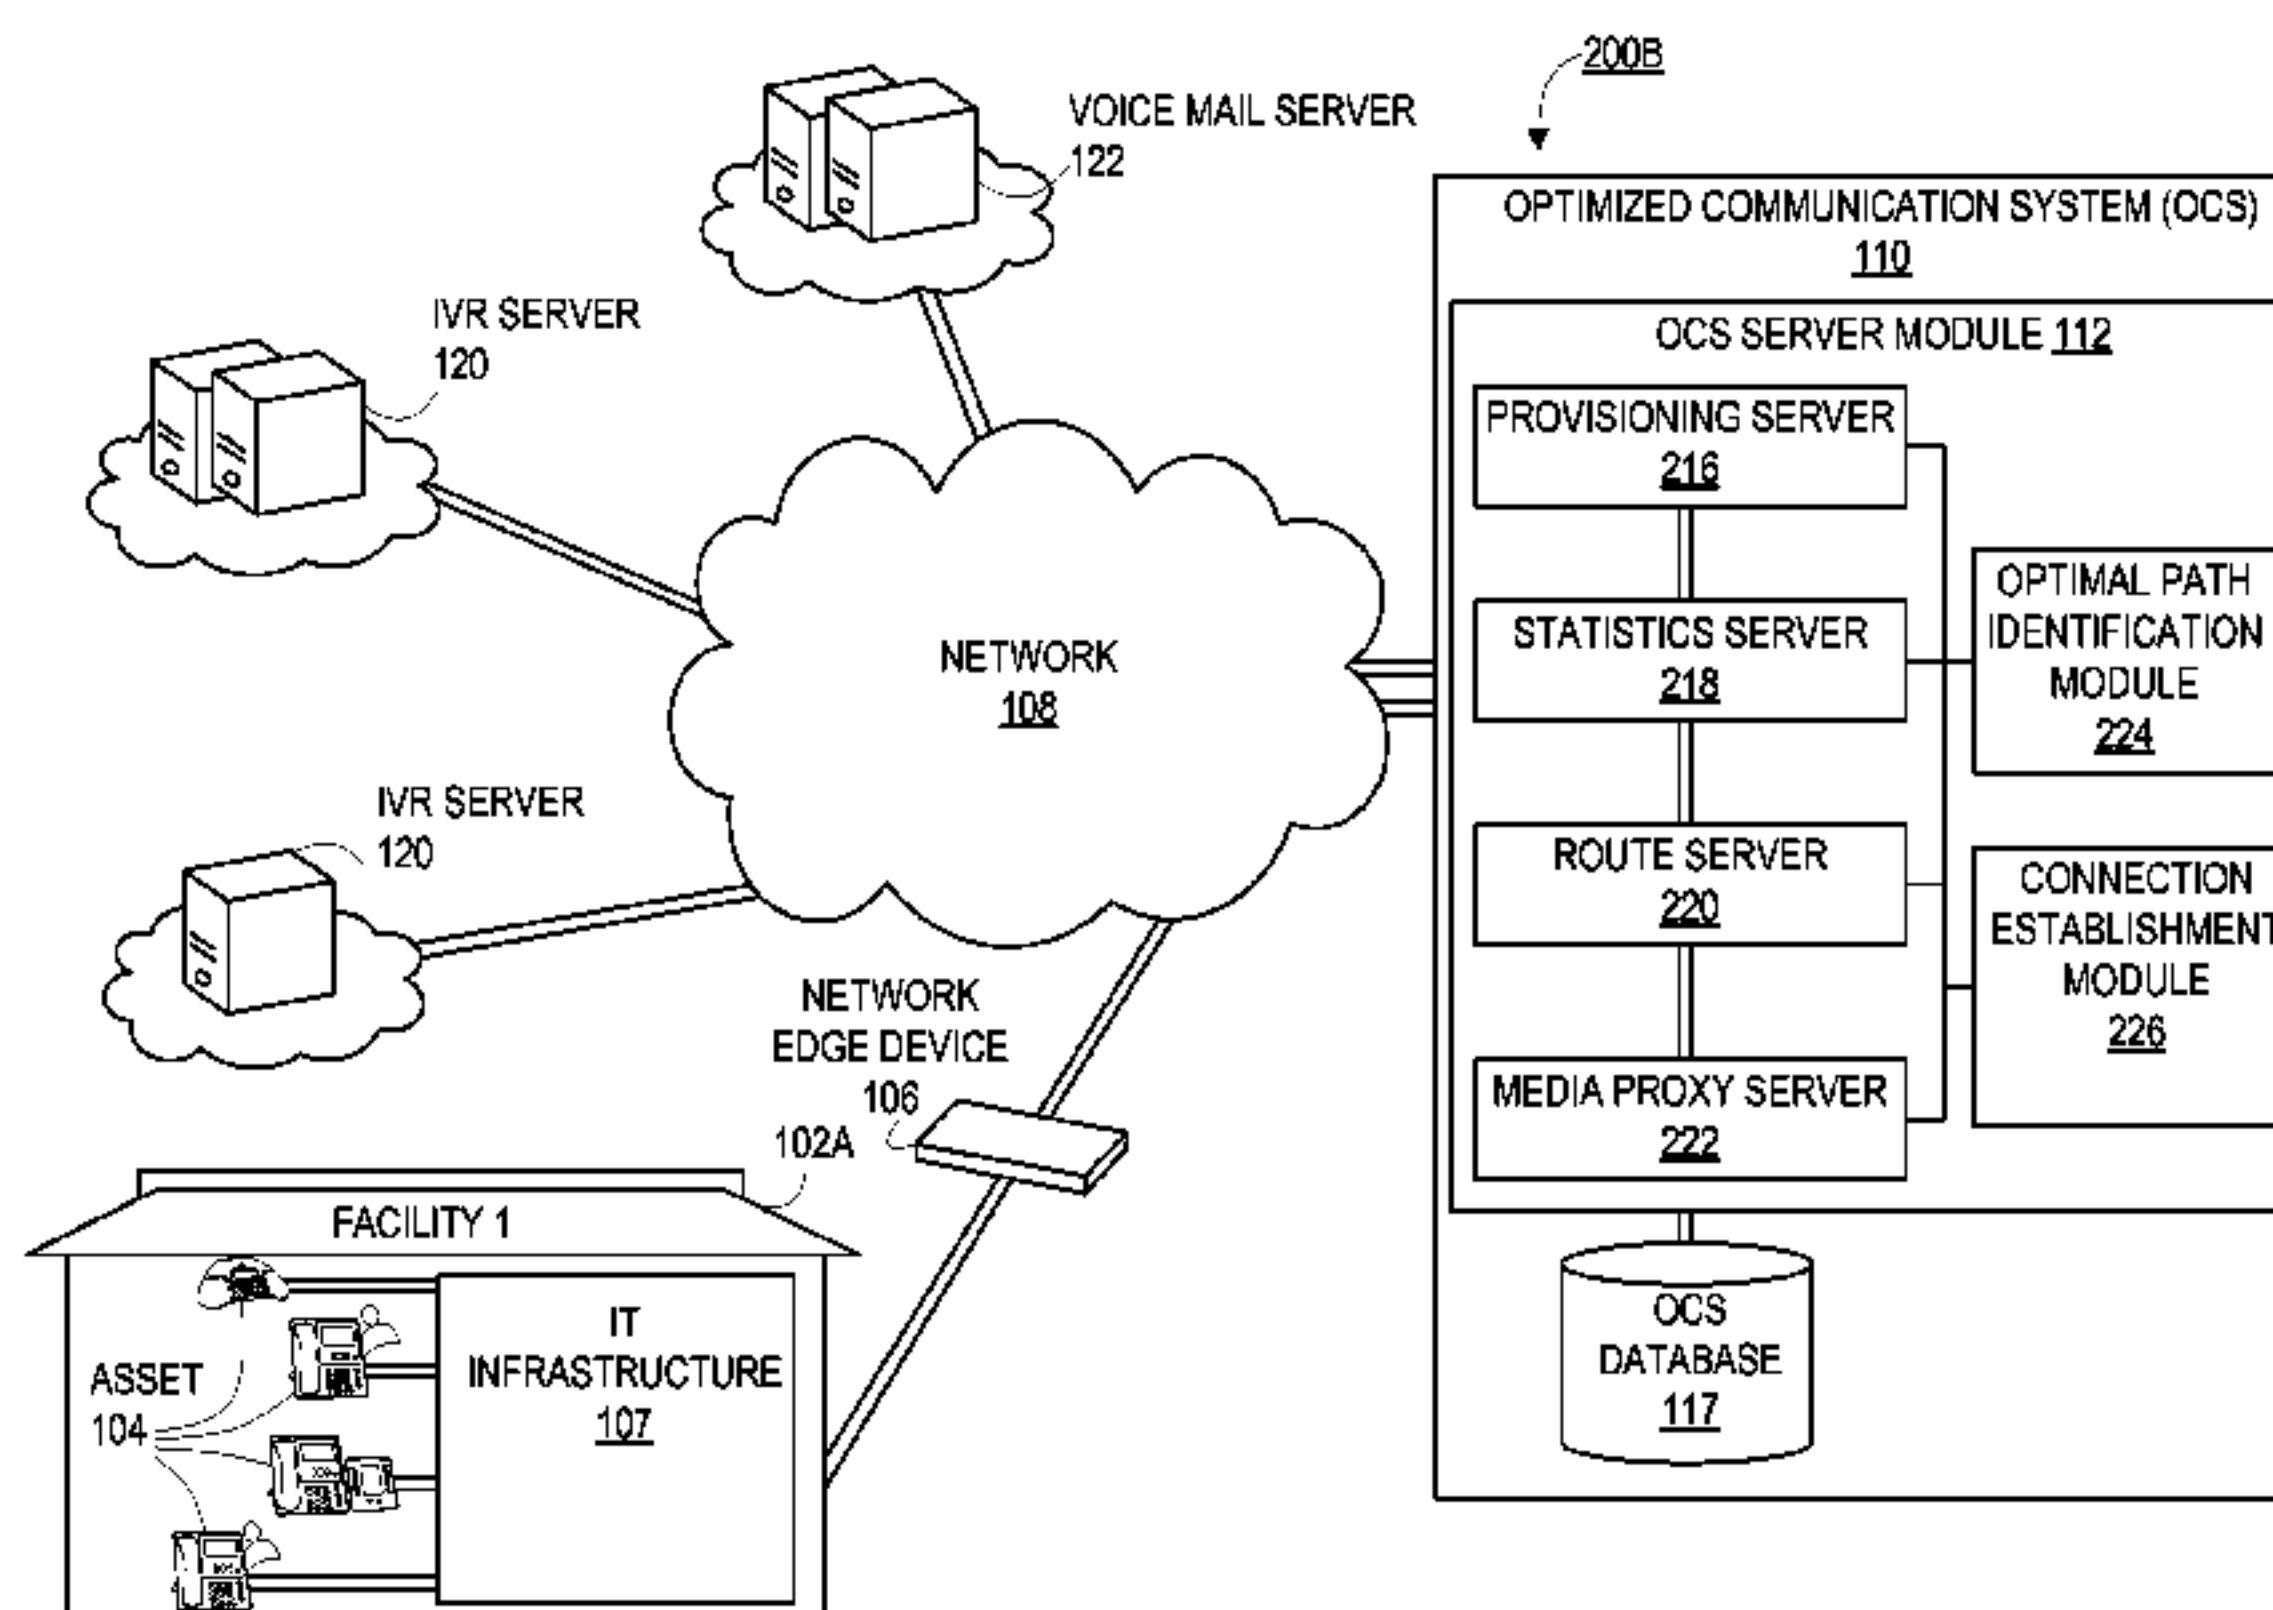 200B
VOICE MAIL SERVER
122
OPTIMIZED COMMUNICATION SYSTEM (OCS)
110
IVR SERVER
120
OCS SERVER MODULE 112
PROVISIONING SERVER
216
STATISTICS SERVER
218
ROUTE SERVER
220
MEDIA PROXY SERVER
222
OPTIMAL PATH
IDENTIFICATION
MODULE
224
CONNECTION
ESTABLISHMENT
MODULE
226
NETWORK
108
IVR SERVER
120
NETWORK
EDGE DEVICE
106
102A
FACILITY 1
IT
INFRASTRUCTURE
107
ASSET
104
OCS
DATABASE
117